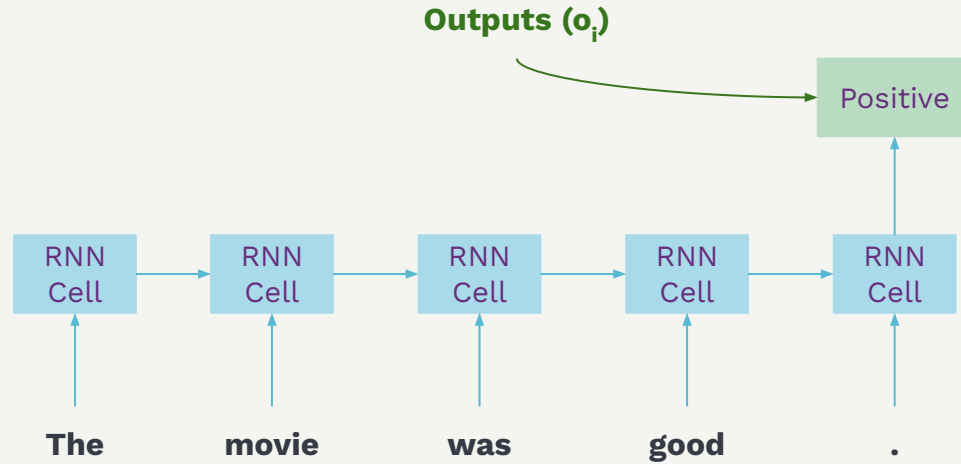 Outputs (oᵢ)
Positive
RNN Cell
RNN Cell
RNN Cell
RNN Cell
RNN Cell
The movie was good .